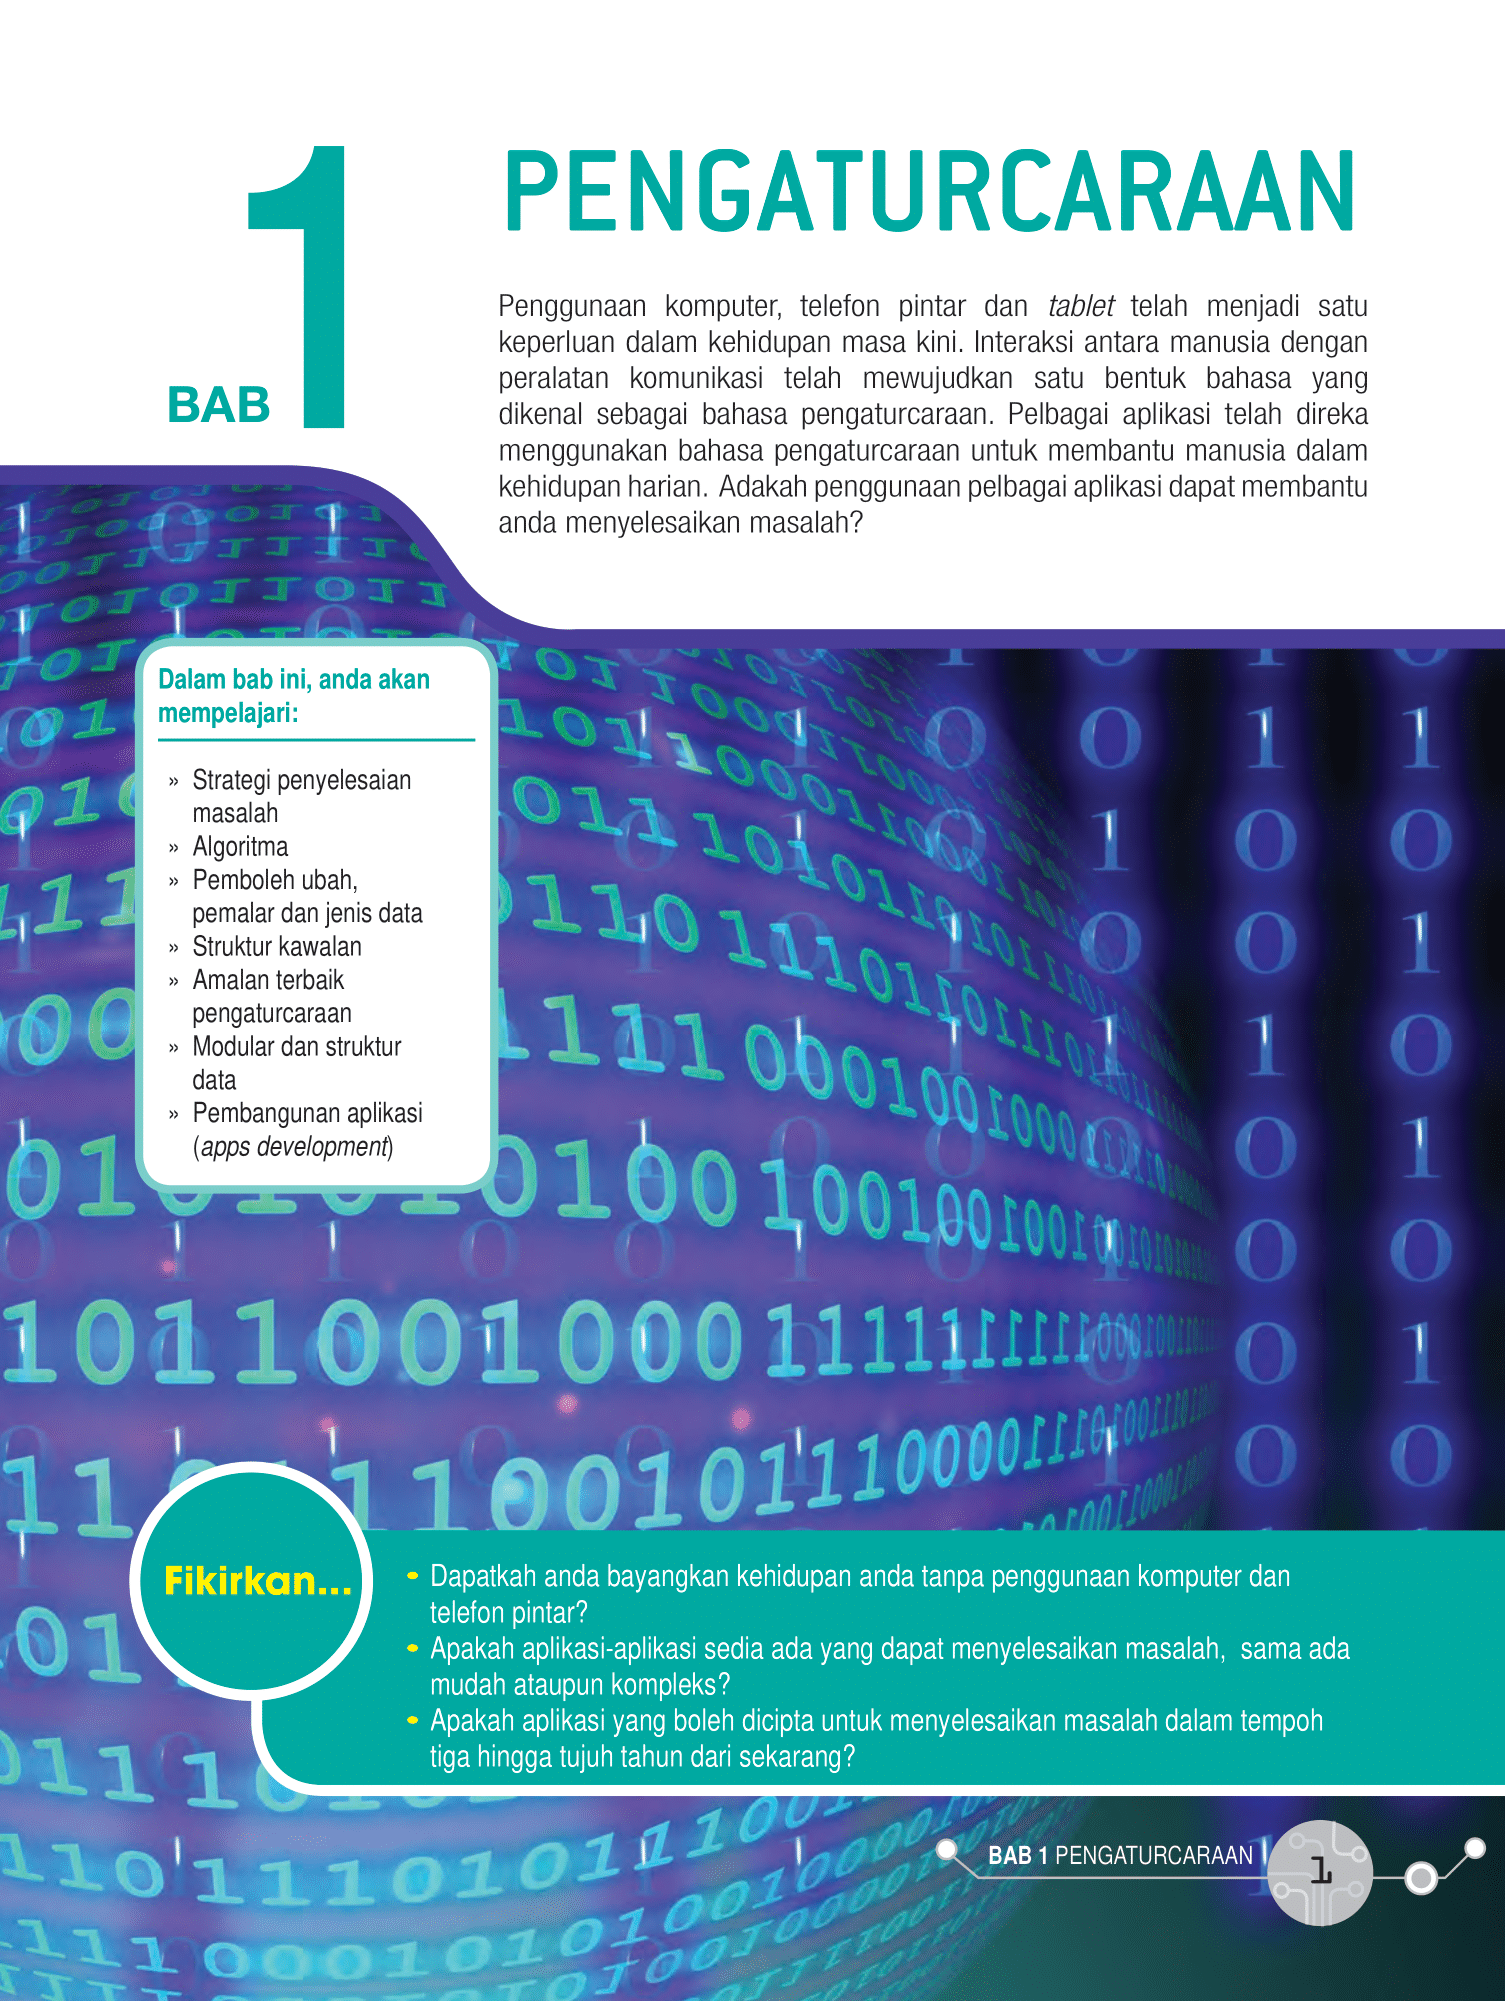 BAB 1
PENGATURCARAAN
Penggunaan komputer, telefon pintar dan tablet telah menjadi satu
keperluan dalam kehidupan masa kini. Interaksi antara manusia dengan
peralatan komunikasi telah mewujudkan satu bentuk bahasa yang
dikenal sebagai bahasa pengaturcaraan. Pelbagai aplikasi telah direka
menggunakan bahasa pengaturcaraan untuk membantu manusia dalam
kehidupan harian. Adakah penggunaan pelbagai aplikasi dapat membantu
anda menyelesaikan masalah?
Dalam bab ini, anda akan
mempelajari:
» Strategi penyelesaian
masalah
» Algoritma
» Pemboleh ubah,
pemalar dan jenis data
» Struktur kawalan
» Amalan terbaik
pengaturcaraan
» Modular dan struktur
data
» Pembangunan aplikasi
(apps development)
Fikirkan...
• Dapatkah anda bayangkan kehidupan anda tanpa penggunaan komputer dan
telefon pintar?
• Apakah aplikasi-aplikasi sedia ada yang dapat menyelesaikan masalah, sama ada
mudah ataupun kompleks?
• Apakah aplikasi yang boleh dicipta untuk menyelesaikan masalah dalam tempoh
tiga hingga tujuh tahun dari sekarang?
BAB 1 PENGATURCARAAN
1